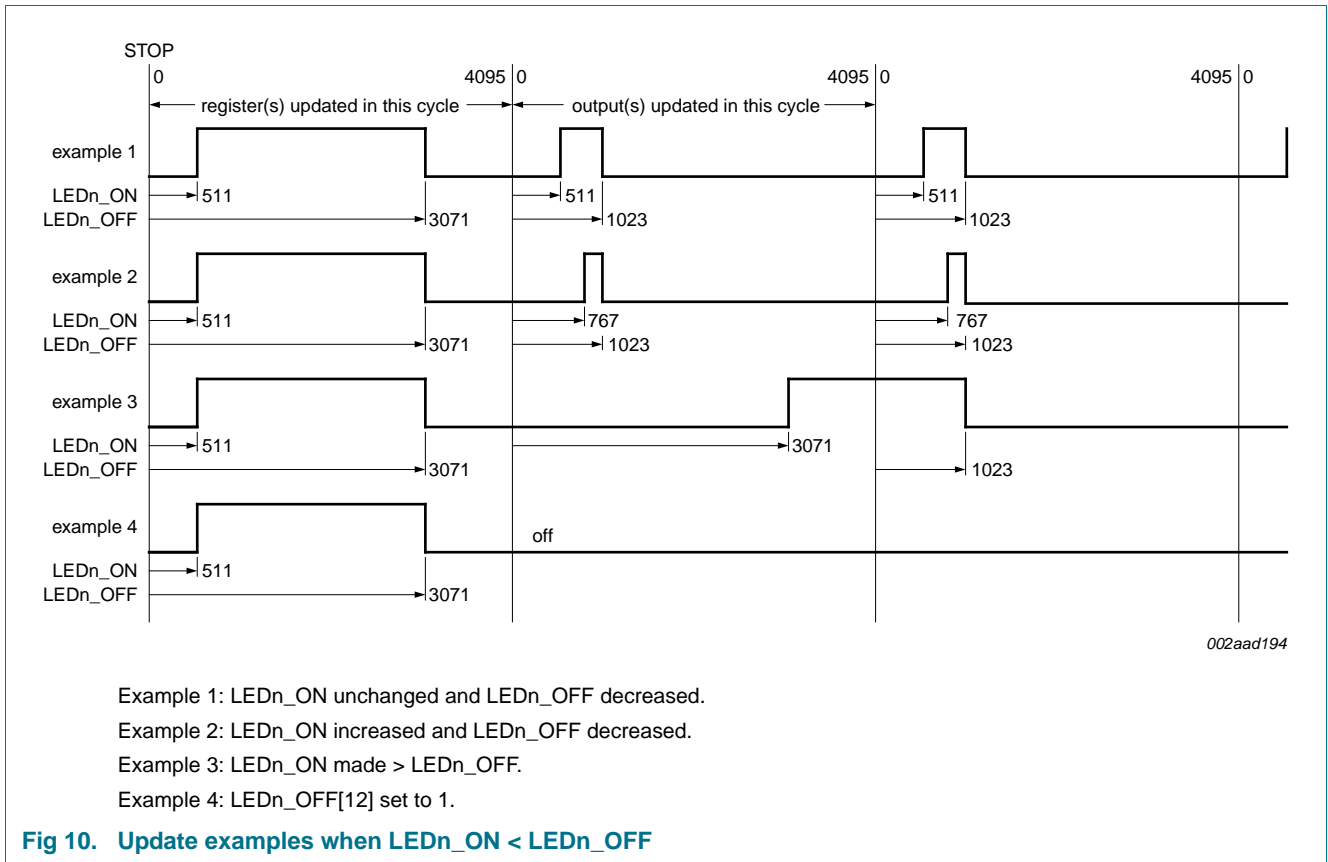 STOP
0 4095 0 4095 0 4095 0
register(s) updated in this cycle output(s) updated in this cycle
example 1
LEDn_ON 511 511 511
LEDn_OFF 3071 1023 1023
example 2
LEDn_ON 511 767 767
LEDn_OFF 3071 1023 1023
example 3
LEDn_ON 511 3071
LEDn_OFF 3071 1023
example 4 off
LEDn_ON 511
LEDn_OFF 3071
002aad194
Example 1: LEDn_ON unchanged and LEDn_OFF decreased.
Example 2: LEDn_ON increased and LEDn_OFF decreased.
Example 3: LEDn_ON made > LEDn_OFF.
Example 4: LEDn_OFF[12] set to 1.
Fig 10. Update examples when LEDn_ON < LEDn_OFF